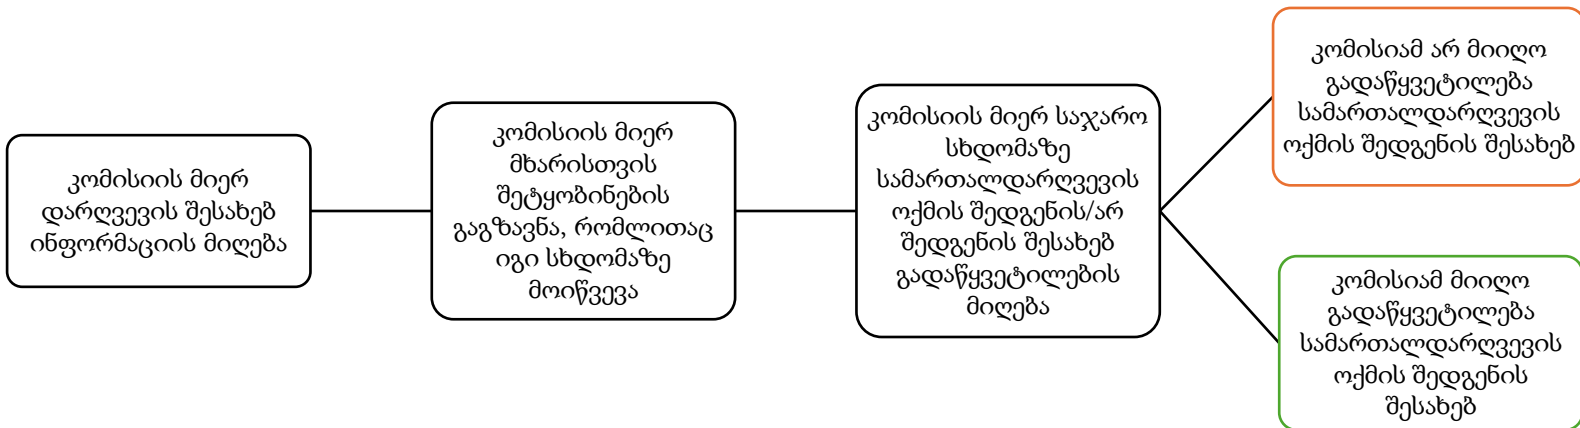 კომისიის მიერ
დარღვევის შესახებ
ინფორმაციის მიღება
კომისიის მიერ
მხარისთვის
შეტყობინების
გაგზავნა, რომლითაც
იგი სხდომაზე
მოიწვევა
კომისიის მიერ საჯარო
სხდომაზე
სამართალდარღვევის
ოქმის შედგენის/არ
შედგენის შესახებ
გადაწყვეტილების
მიღება
კომისიამ არ მიიღო
გადაწყვეტილება
სამართალდარღვევის
ოქმის შედგენის შესახებ
კომისიამ მიიღო
გადაწყვეტილება
სამართალდარღვევის
ოქმის შედგენის
შესახებ